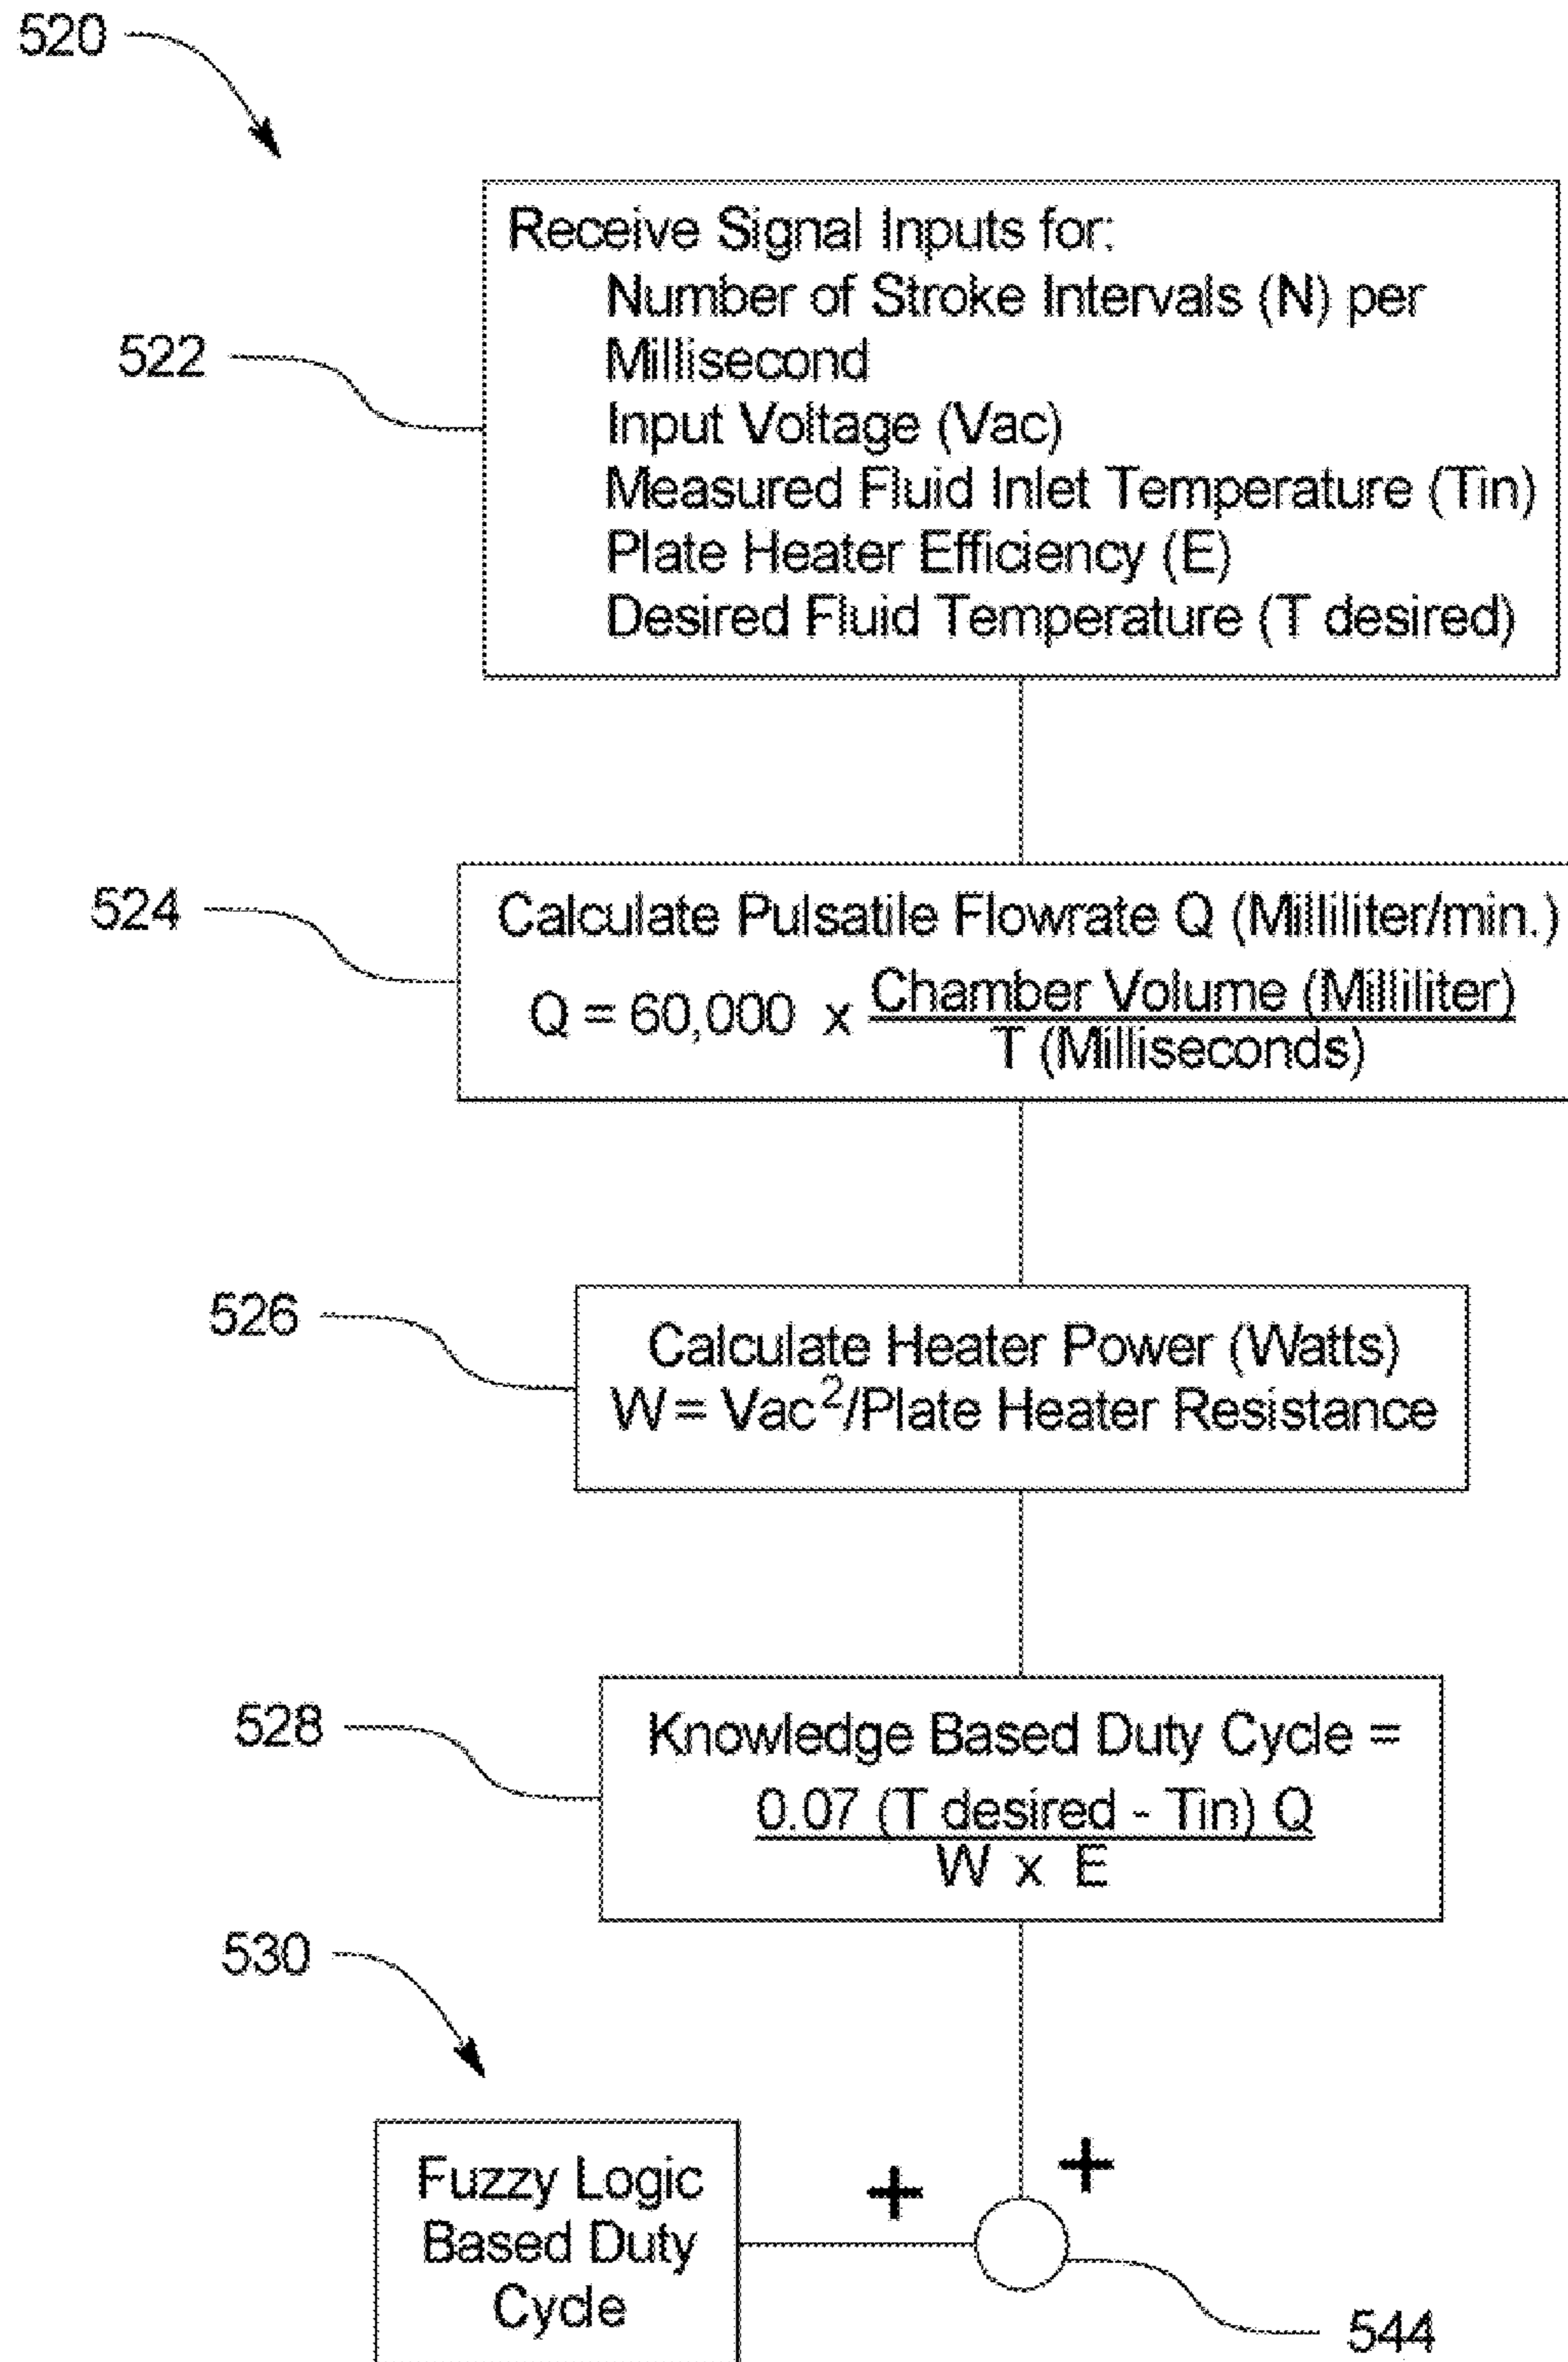 520
Receive Signal Inputs for:
Number of Stroke Intervals (N) per
Millisecond
522
Input Voltage (Vac)
Measured Fluid Inlet Temperature (Tin)
Plate Heater Efficiency (E)
Desired Fluid Temperature (T desired)
524
Calculate Pulsatile Flowrate Q (Milliliter/min.)
Q = 60,000 x Chamber Volume (Milliliter)
T (Milliseconds)
526
Calculate Heater Power (Watts)
W = Vac²/Plate Heater Resistance
528
Knowledge Based Duty Cycle =
0.07 (T desired - Tin) Q
W x E
530
Fuzzy Logic
Based Duty
Cycle
+
+
544